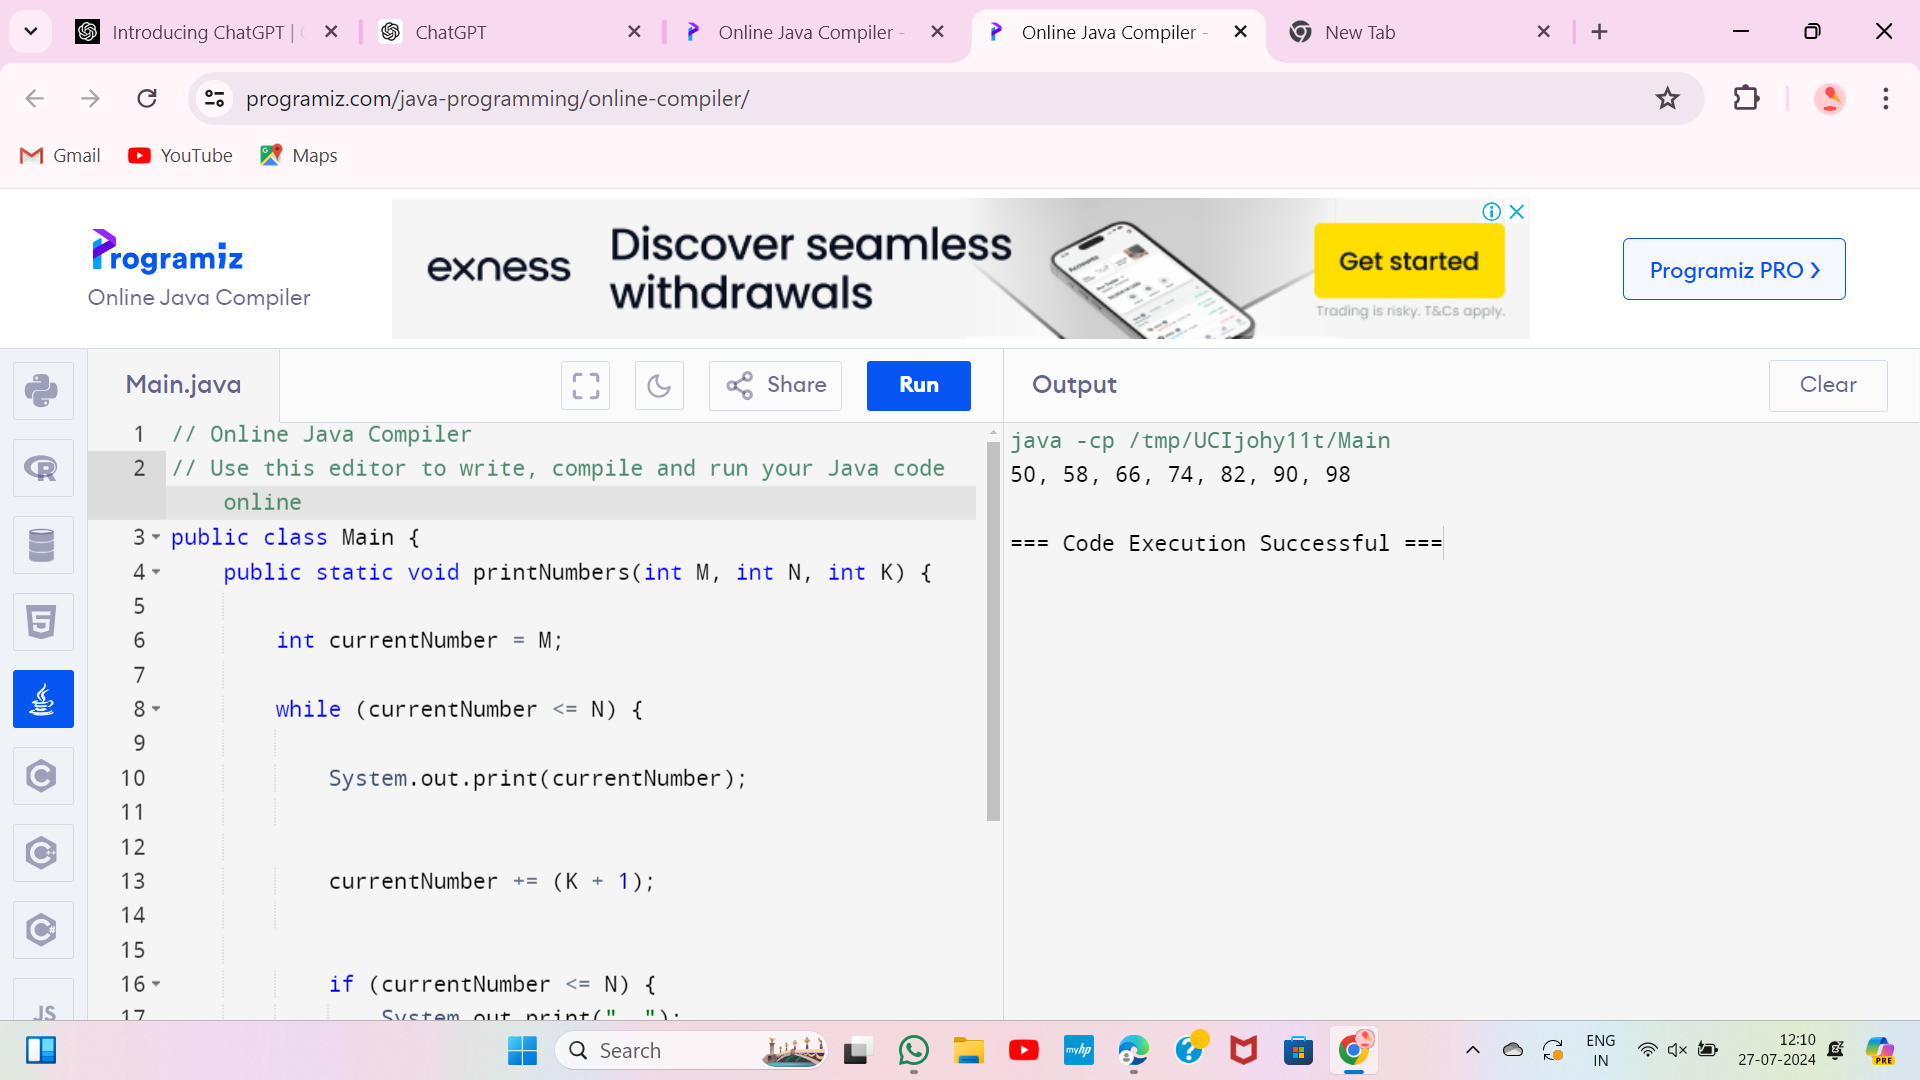 Introducing ChatGPT |
ChatGPT
Online Java Compiler -
Online Java Compiler -
New Tab
programiz.com/java-programming/online-compiler/
Gmail
YouTube
Maps
Programiz
Online Java Compiler
exness
Discover seamless
withdrawals
Get started
Trading is risky. T&Cs apply.
Programiz PRO ›
Main.java
Share
Run
Output
Clear
1 // Online Java Compiler
2 // Use this editor to write, compile and run your Java code
online
3 public class Main {
4 public static void printNumbers(int M, int N, int K) {
5
6 int currentNumber = M;
7
8 while (currentNumber <= N) {
9
10 System.out.print(currentNumber);
11
12
13 currentNumber += (K + 1);
14
15
16 if (currentNumber <= N) {
17 System.out.print(", ");
java -cp /tmp/UCIjohy11t/Main
50, 58, 66, 74, 82, 90, 98
=== Code Execution Successful ===
JS
Search
myhp
ENG
IN
12:10
27-07-2024
PRE